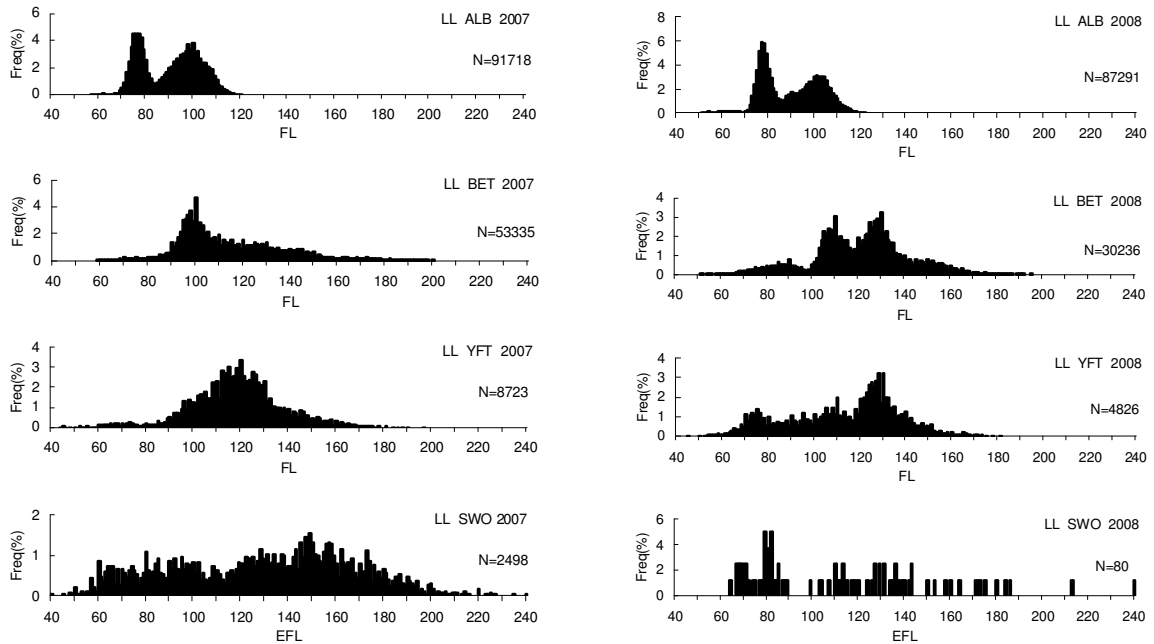 LL ALB 2007
N=91718
Freq(%)
6
4
2
0
40 60 80 100 120 140 160 180 200 220 240
FL
LL ALB 2008
N=87291
Freq(%)
8
6
4
2
0
40 60 80 100 120 140 160 180 200 220 240
FL
LL BET 2007
N=53335
Freq(%)
6
4
2
0
40 60 80 100 120 140 160 180 200 220 240
FL
LL BET 2008
N=30236
Freq(%)
4
3
2
1
0
40 60 80 100 120 140 160 180 200 220 240
FL
LL YFT 2007
N=8723
Freq(%)
4
3
2
1
0
40 60 80 100 120 140 160 180 200 220 240
FL
LL YFT 2008
N=4826
Freq(%)
4
3
2
1
0
40 60 80 100 120 140 160 180 200 220 240
FL
LL SWO 2007
N=2498
Freq(%)
2
1
0
40 60 80 100 120 140 160 180 200 220 240
EFL
LL SWO 2008
N=80
Freq(%)
6
4
2
0
40 60 80 100 120 140 160 180 200 220 240
EFL